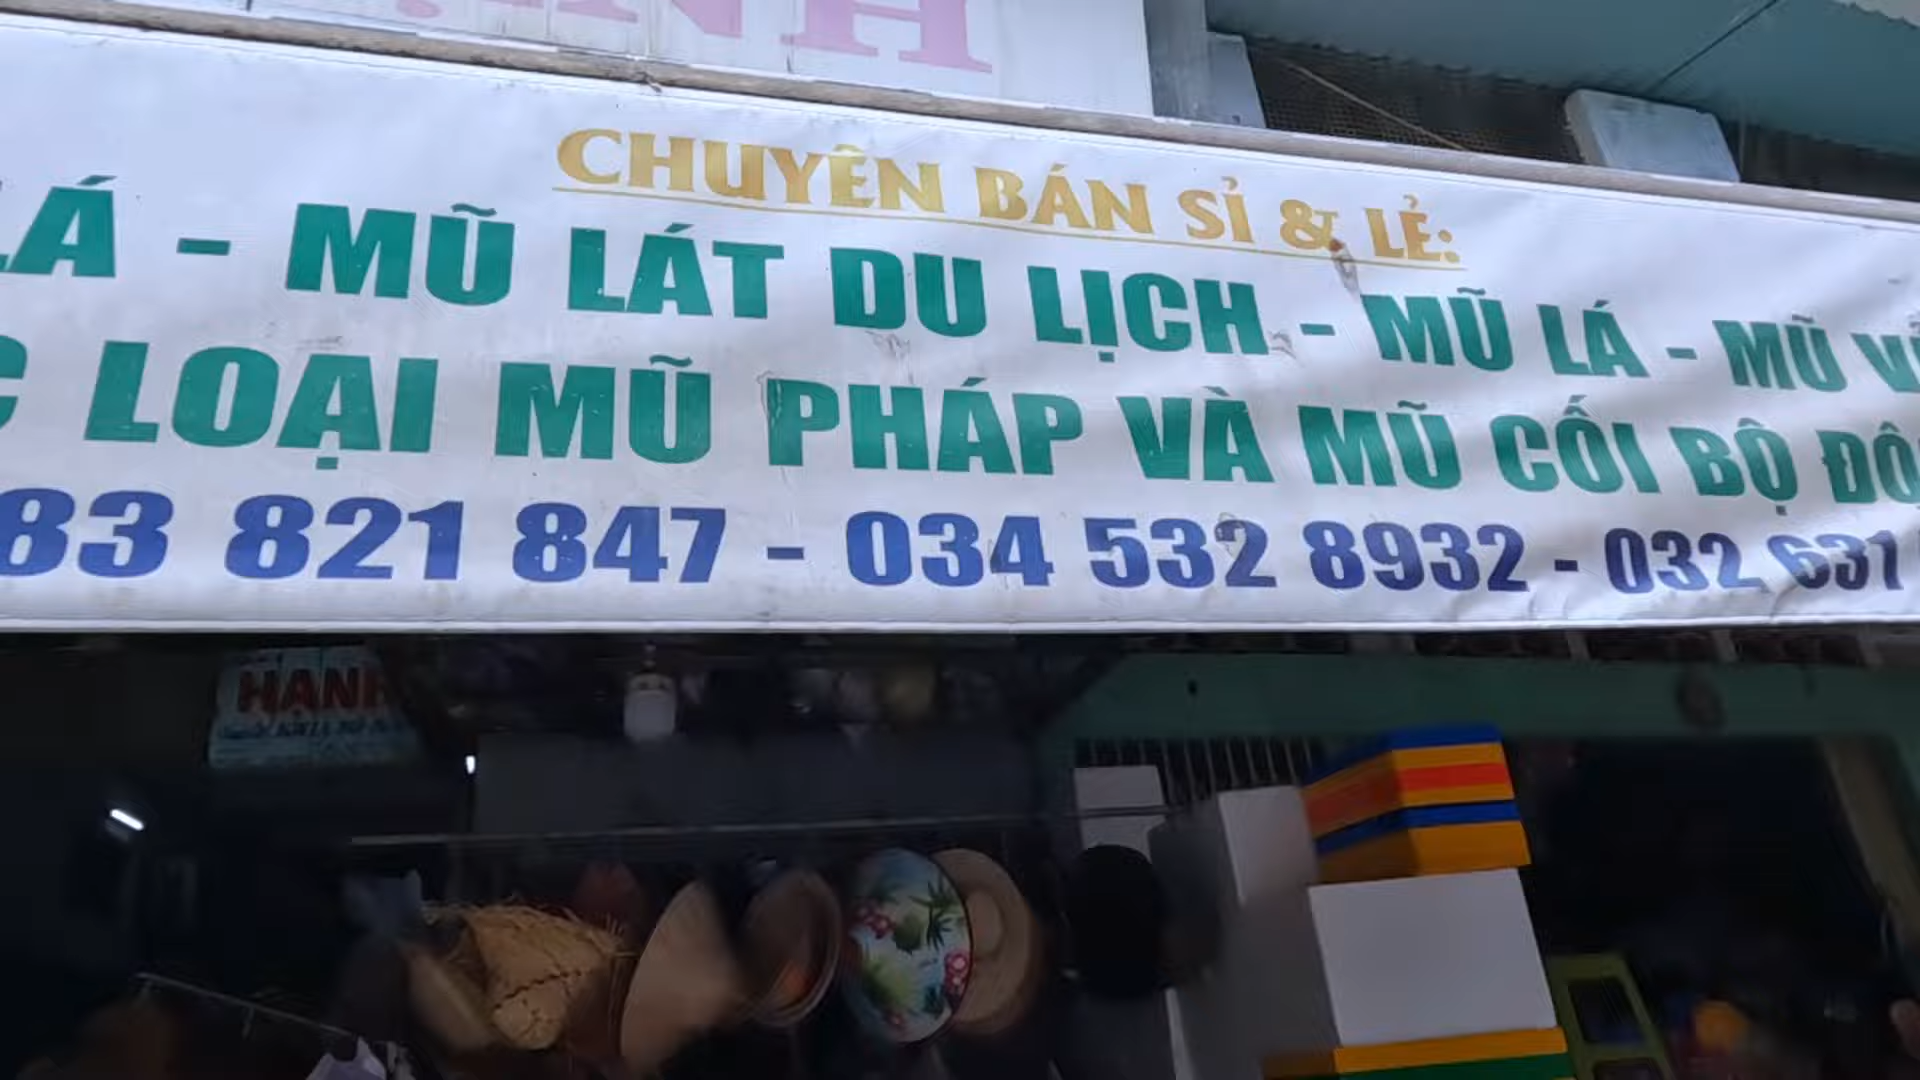 CHUYÊN BÁN SỈ & LẺ:
LÁ - MŨ LÁT DU LỊCH - MŨ LÁ - MŨ
LOẠI MŨ PHÁP VÀ MŨ CỐI BỘ ĐỘ
83 821 847 - 034 532 8932 - 032 631
HẠNH